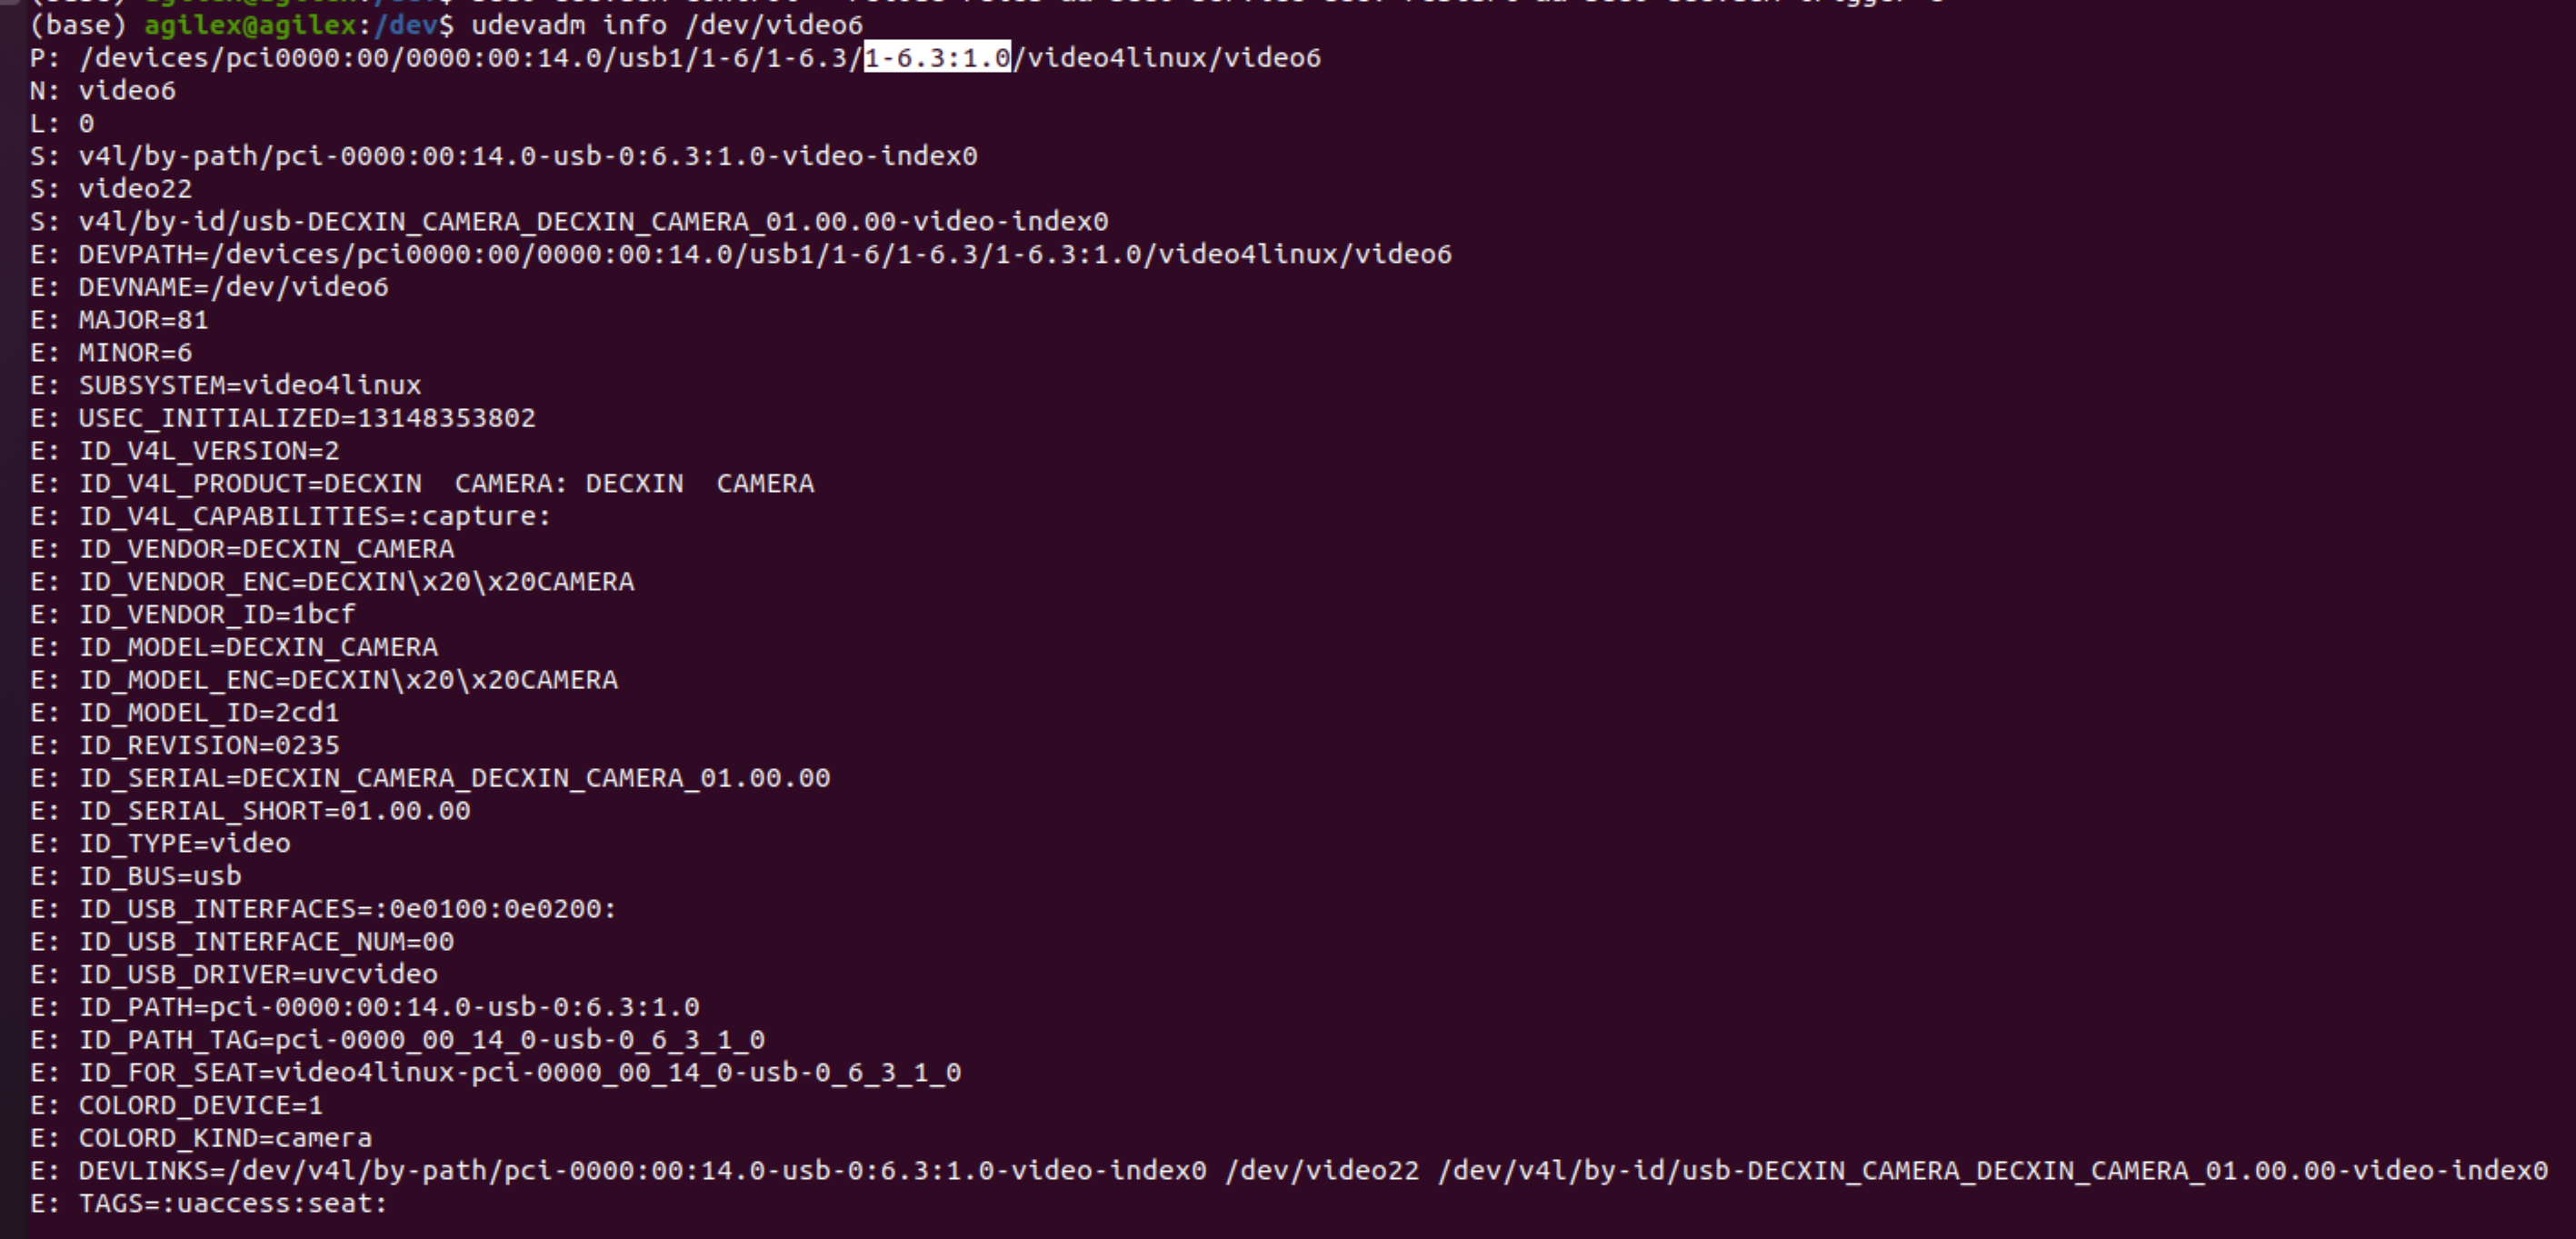 (base) agilex@agilex:/dev$ udevadm info /dev/video6
P: /devices/pci0000:00/0000:00:14.0/usb1/1-6/1-6.3/1-6.3:1.0/video4linux/video6
N: video6
L: 0
S: v4l/by-path/pci-0000:00:14.0-usb-0:6.3:1.0-video-index0
S: video22
S: v4l/by-id/usb-DECXIN_CAMERA_DECXIN_CAMERA_01.00.00-video-index0
E: DEVPATH=/devices/pci0000:00/0000:00:14.0/usb1/1-6/1-6.3/1-6.3:1.0/video4linux/video6
E: DEVNAME=/dev/video6
E: MAJOR=81
E: MINOR=6
E: SUBSYSTEM=video4linux
E: USEC_INITIALIZED=13148353802
E: ID_V4L_VERSION=2
E: ID_V4L_PRODUCT=DECXIN  CAMERA: DECXIN  CAMERA
E: ID_V4L_CAPABILITIES=:capture:
E: ID_VENDOR=DECXIN_CAMERA
E: ID_VENDOR_ENC=DECXIN\x20\x20CAMERA
E: ID_VENDOR_ID=1bcf
E: ID_MODEL=DECXIN_CAMERA
E: ID_MODEL_ENC=DECXIN\x20\x20CAMERA
E: ID_MODEL_ID=2cd1
E: ID_REVISION=0235
E: ID_SERIAL=DECXIN_CAMERA_DECXIN_CAMERA_01.00.00
E: ID_SERIAL_SHORT=01.00.00
E: ID_TYPE=video
E: ID_BUS=usb
E: ID_USB_INTERFACES=:0e0100:0e0200:
E: ID_USB_INTERFACE_NUM=00
E: ID_USB_DRIVER=uvcvideo
E: ID_PATH=pci-0000:00:14.0-usb-0:6.3:1.0
E: ID_PATH_TAG=pci-0000_00_14_0-usb-0_6_3_1_0
E: ID_FOR_SEAT=video4linux-pci-0000_00_14_0-usb-0_6_3_1_0
E: COLORD_DEVICE=1
E: COLORD_KIND=camera
E: DEVLINKS=/dev/v4l/by-path/pci-0000:00:14.0-usb-0:6.3:1.0-video-index0 /dev/video22 /dev/v4l/by-id/usb-DECXIN_CAMERA_DECXIN_CAMERA_01.00.00-video-index0
E: TAGS=:uaccess:seat: